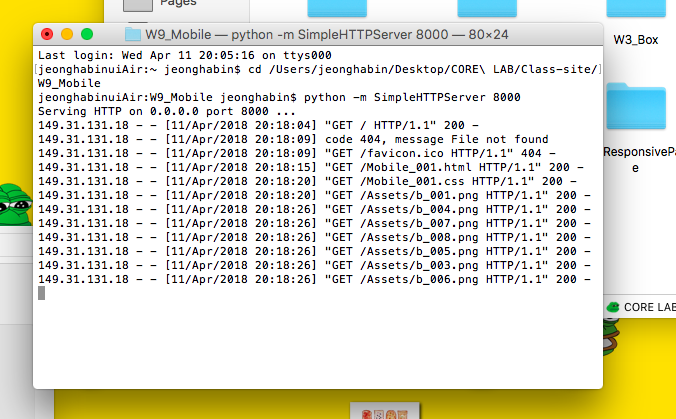 Pages
W9_Mobile — python -m SimpleHTTPServer 8000 — 80×24
W3_Box
Last login: Wed Apr 11 20:05:16 on ttys000
[jeonghabinuiAir:~ jeonghabin$ cd /Users/jeonghabin/Desktop/CORE\ LAB/Class-site/]
W9_Mobile
jeonghabinuiAir:W9_Mobile jeonghabin$ python -m SimpleHTTPServer 8000
Serving HTTP on 0.0.0.0 port 8000 ...
149.31.131.18 - - [11/Apr/2018 20:18:04] "GET / HTTP/1.1" 200 -
149.31.131.18 - - [11/Apr/2018 20:18:09] code 404, message File not found
149.31.131.18 - - [11/Apr/2018 20:18:09] "GET /favicon.ico HTTP/1.1" 404 -
149.31.131.18 - - [11/Apr/2018 20:18:15] "GET /Mobile_001.html HTTP/1.1" 200 -
149.31.131.18 - - [11/Apr/2018 20:18:20] "GET /Mobile_001.css HTTP/1.1" 200 -
149.31.131.18 - - [11/Apr/2018 20:18:20] "GET /Assets/b_001.png HTTP/1.1" 200 -
149.31.131.18 - - [11/Apr/2018 20:18:26] "GET /Assets/b_004.png HTTP/1.1" 200 -
149.31.131.18 - - [11/Apr/2018 20:18:26] "GET /Assets/b_007.png HTTP/1.1" 200 -
149.31.131.18 - - [11/Apr/2018 20:18:26] "GET /Assets/b_008.png HTTP/1.1" 200 -
149.31.131.18 - - [11/Apr/2018 20:18:26] "GET /Assets/b_005.png HTTP/1.1" 200 -
149.31.131.18 - - [11/Apr/2018 20:18:26] "GET /Assets/b_003.png HTTP/1.1" 200 -
149.31.131.18 - - [11/Apr/2018 20:18:26] "GET /Assets/b_006.png HTTP/1.1" 200 -
ResponsivePa
e
CORE LAB